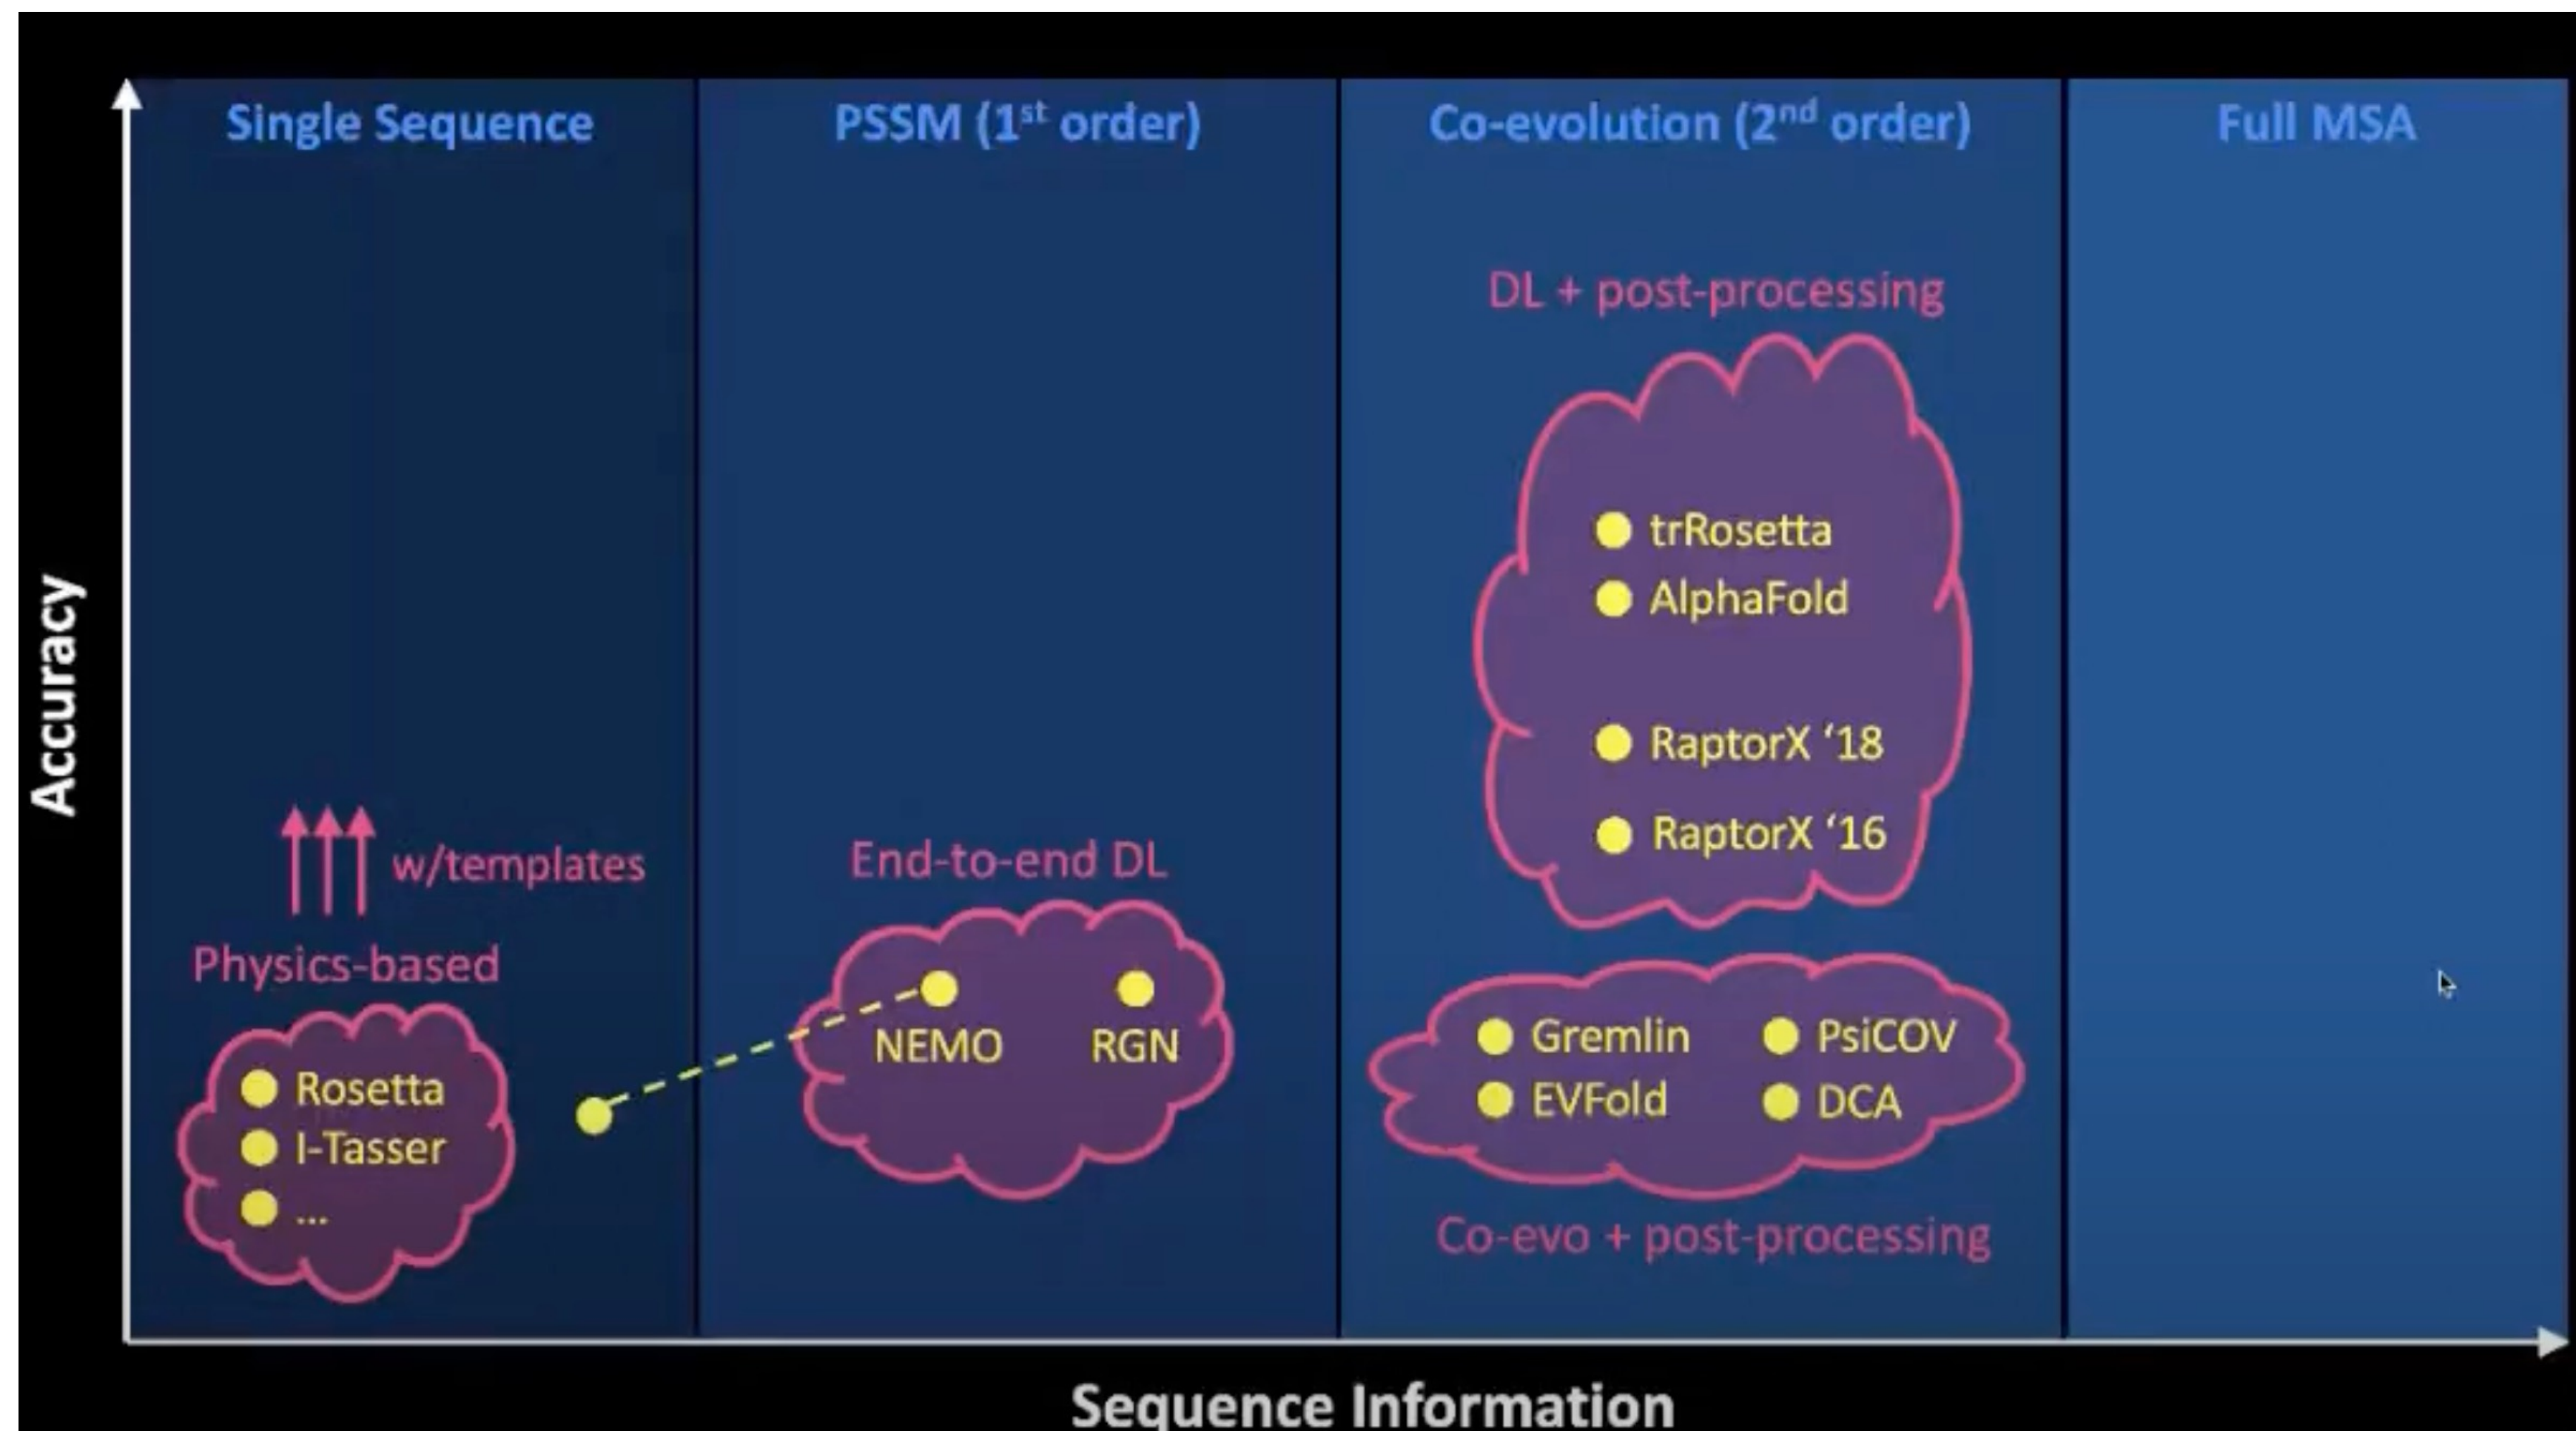 Single Sequence
PSSM (1st order)
Co-evolution (2nd order)
Full MSA
Accuracy
w/templates
Physics-based
Rosetta
I-Tasser
...
End-to-end DL
NEMO
RGN
DL + post-processing
trRosetta
AlphaFold
RaptorX ‘18
RaptorX ‘16
Gremlin
PsiCOV
EVFold
DCA
Co-evo + post-processing
Sequence Information